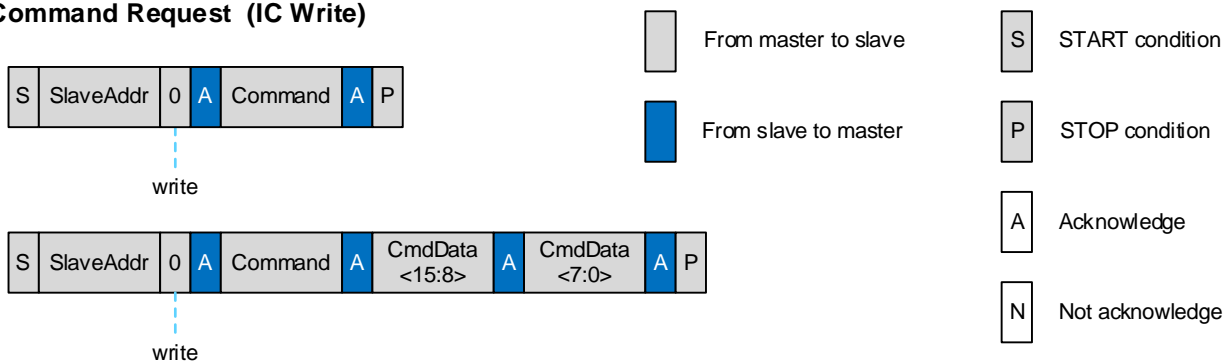 Command Request (IC Write)
S SlaveAddr 0 A Command A P
write
S SlaveAddr 0 A Command A CmdData <15:8> A CmdData <7:0> A P
write
From master to slave
From slave to master
S START condition
P STOP condition
A Acknowledge
N Not acknowledge